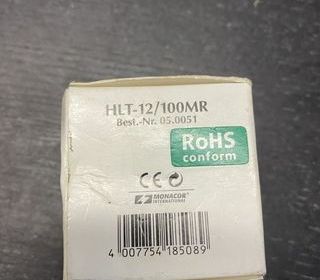 HLT-12/100MR
Best.-Nr. 05.0051
RoHS
conform
CE
MONACOR
INTERNATIONAL
4 007754 185089